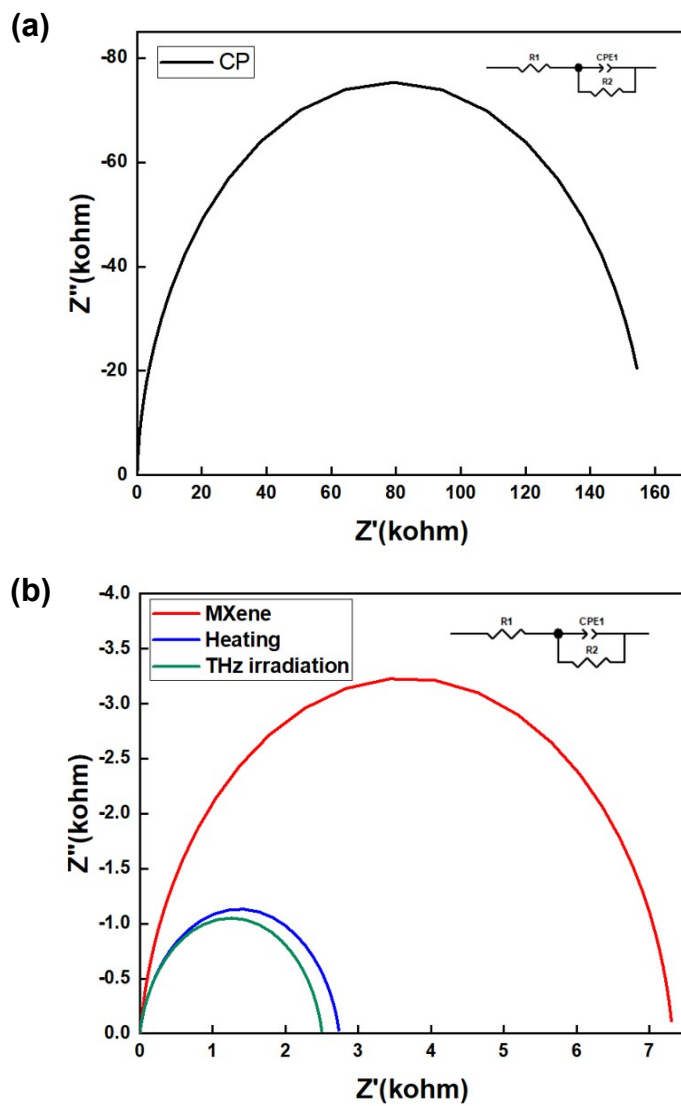 (a)
CP
R1
CPE1
R2
-80
-60
-40
-20
0
Z''(kohm)
0 20 40 60 80 100 120 140 160
Z'(kohm)
(b)
MXene
Heating
THz irradiation
R1
CPE1
R2
-4.0
-3.5
-3.0
-2.5
-2.0
-1.5
-1.0
-0.5
0.0
Z''(kohm)
0 1 2 3 4 5 6 7
Z'(kohm)